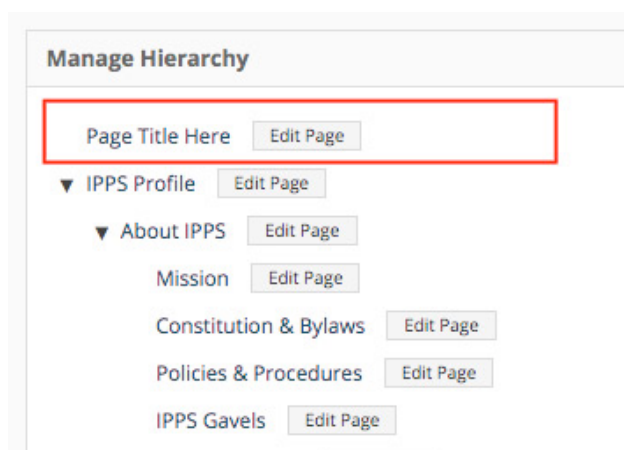 Manage Hierarchy
Page Title Here Edit Page
IPPS Profile Edit Page
About IPPS Edit Page
Mission Edit Page
Constitution & Bylaws Edit Page
Policies & Procedures Edit Page
IPPS Gavels Edit Page